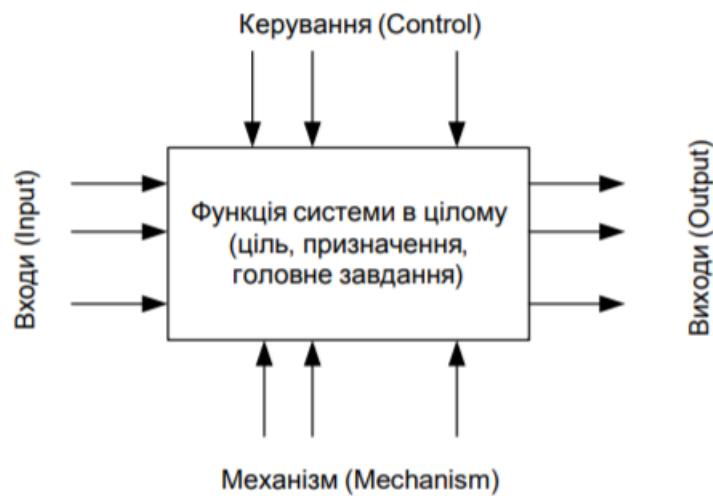 Керування (Control)
Входи (Input)
Функція системи в цілому
(ціль, призначення,
головне завдання)
Виходи (Output)
Механізм (Mechanism)